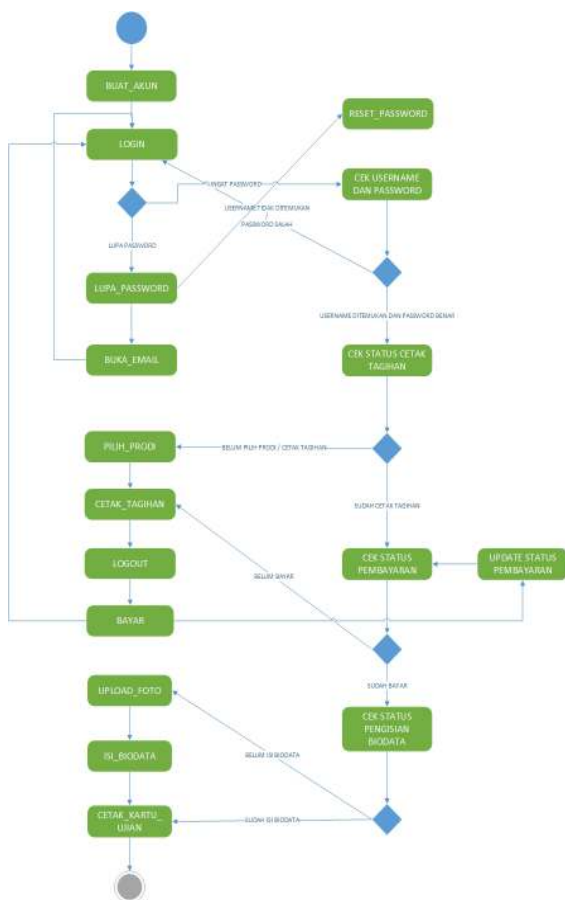 BUAT_AKUN
RESET_PASSWORD
LOGIN
CEK USERNAME
DAN PASSWORD
INGAT PASSWORD
USERNAME TIDAK DITEMUKAN
PASSWORD SALAH
LUPA PASSWORD
LUPA_PASSWORD
USERNAME DITEMUKAN DAN PASSWORD BENAR
BUKA_EMAIL
CEK STATUS CETAK
TAGIHAN
PILIH_PRODI
BELUM PILIH PRODI / CETAK TAGIHAN
CETAK_TAGIHAN
SUDAH CETAK TAGIHAN
LOGOUT
BELUM BAYAR
CEK STATUS
PEMBAYARAN
UPDATE STATUS
PEMBAYARAN
BAYAR
SUDAH BAYAR
UPLOAD_FOTO
CEK STATUS
PENGISIAN
BIODATA
ISI_BIODATA
BELUM ISI BIODATA
CETAK_KARTU_
UJIAN
SUDAH ISI BIODATA